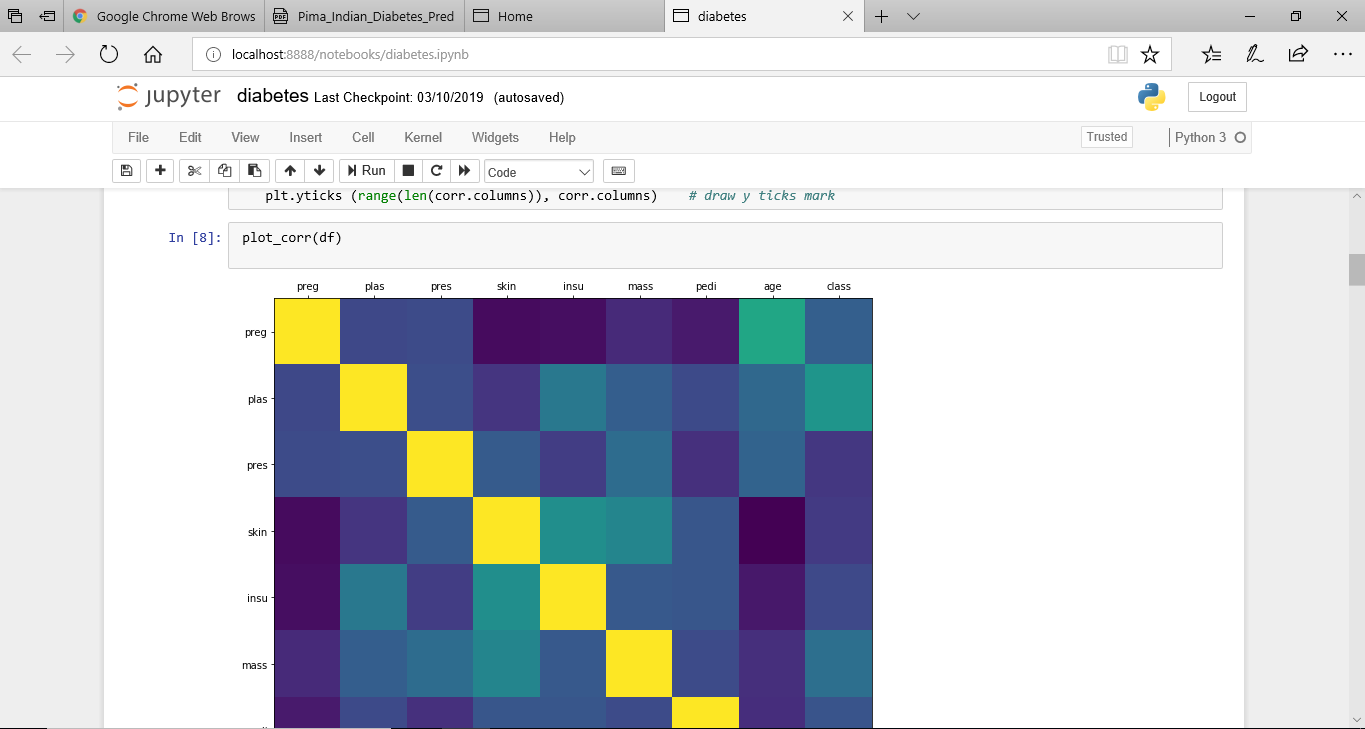 Google Chrome Web Brows
Pima_Indian_Diabetes_Pred
Home
diabetes
localhost:8888/notebooks/diabetes.ipynb
jupyter diabetes Last Checkpoint: 03/10/2019 (autosaved)
Logout
File Edit View Insert Cell Kernel Widgets Help
Trusted
Python 3
Run
Code
plt.yticks (range(len(corr.columns)), corr.columns) # draw y ticks mark
In [8]: plot_corr(df)
preg plas pres skin insu mass pedi age class
preg
plas
pres
skin
insu
mass